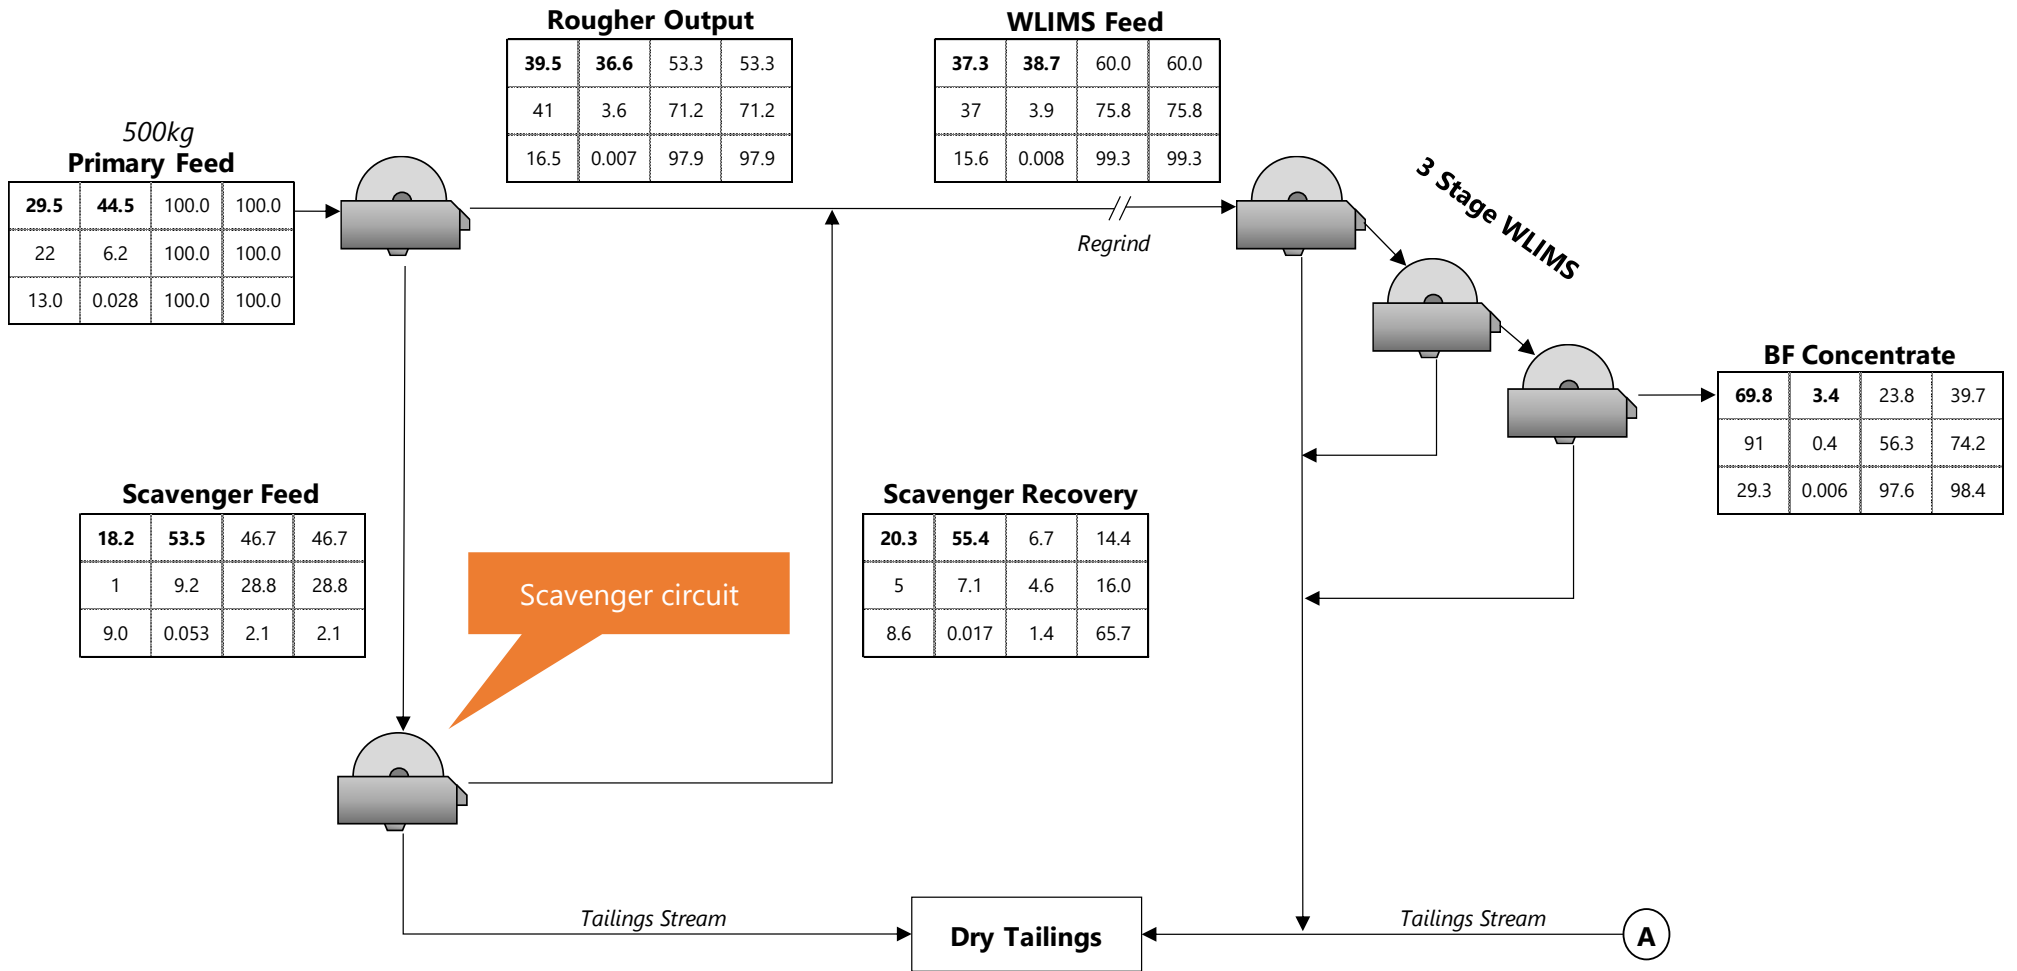 Rougher Output
39.5 36.6 53.3 53.3
41 3.6 71.2 71.2
16.5 0.007 97.9 97.9
WLIMS Feed
37.3 38.7 60.0 60.0
37 3.9 75.8 75.8
15.6 0.008 99.3 99.3
500kg
Primary Feed
29.5 44.5 100.0 100.0
22 6.2 100.0 100.0
13.0 0.028 100.0 100.0
Regrind
3 Stage WLIMS
BF Concentrate
69.8 3.4 23.8 39.7
91 0.4 56.3 74.2
29.3 0.006 97.6 98.4
Scavenger Feed
18.2 53.5 46.7 46.7
1 9.2 28.8 28.8
9.0 0.053 2.1 2.1
Scavenger circuit
Scavenger Recovery
20.3 55.4 6.7 14.4
5 7.1 4.6 16.0
8.6 0.017 1.4 65.7
Tailings Stream
Dry Tailings
Tailings Stream
A